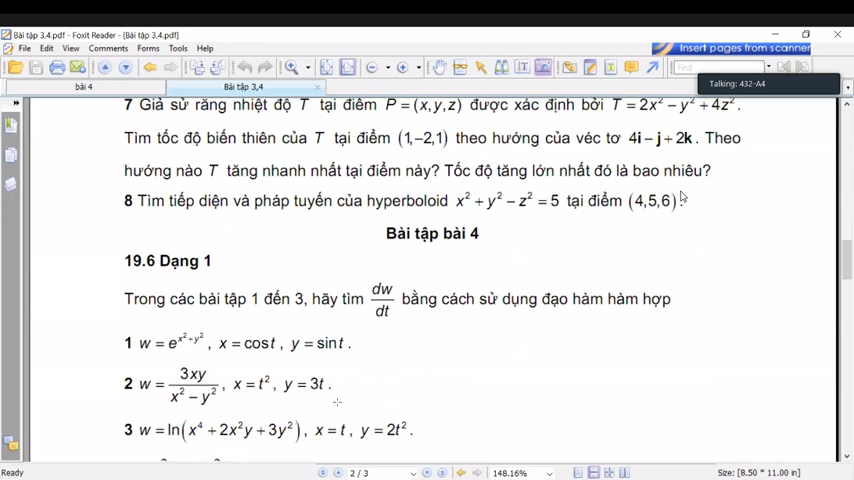 Bài tập 3,4.pdf - Foxit Reader - [Bài tập 3,4.pdf]
File Edit View Comments Forms Tools Help
Insert pages from scanner
148.16%
Find
Talking: 432-A4
bài 4
Bài tập 3,4
7 Giả sử rằng nhiệt độ T tại điểm P = (x,y,z) được xác định bởi T = 2x² − y² + 4z².
Tìm tốc độ biến thiên của T tại điểm (1,−2,1) theo hướng của véc tơ 4i − j + 2k. Theo
hướng nào T tăng nhanh nhất tại điểm này? Tốc độ tăng lớn nhất đó là bao nhiêu?
8 Tìm tiếp diện và pháp tuyến của hyperboloid x² + y² − z² = 5 tại điểm (4,5,6).
Bài tập bài 4
19.6 Dạng 1
Trong các bài tập 1 đến 3, hãy tìm dw/dt bằng cách sử dụng đạo hàm hàm hợp
1 w = e^(x²+y²), x = cost, y = sint.
2 w = 3xy/(x² − y²), x = t², y = 3t.
3 w = ln(x⁴ + 2x²y + 3y²), x = t, y = 2t².
Ready
2 / 3
148.16%
Size: [8.50 * 11.00 in]